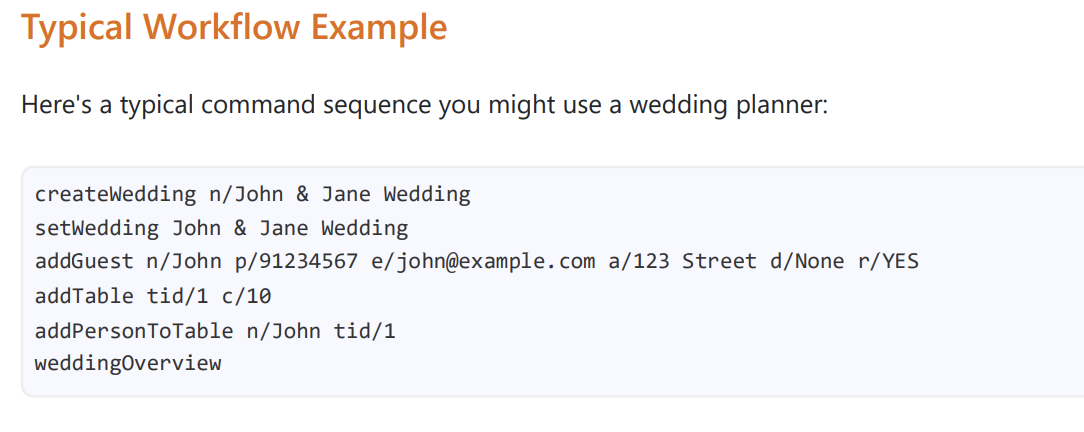 Typical Workflow Example
Here's a typical command sequence you might use a wedding planner:
createWedding n/John & Jane Wedding
setWedding John & Jane Wedding
addGuest n/John p/91234567 e/john@example.com a/123 Street d/None r/YES
addTable tid/1 c/10
addPersonToTable n/John tid/1
weddingOverview